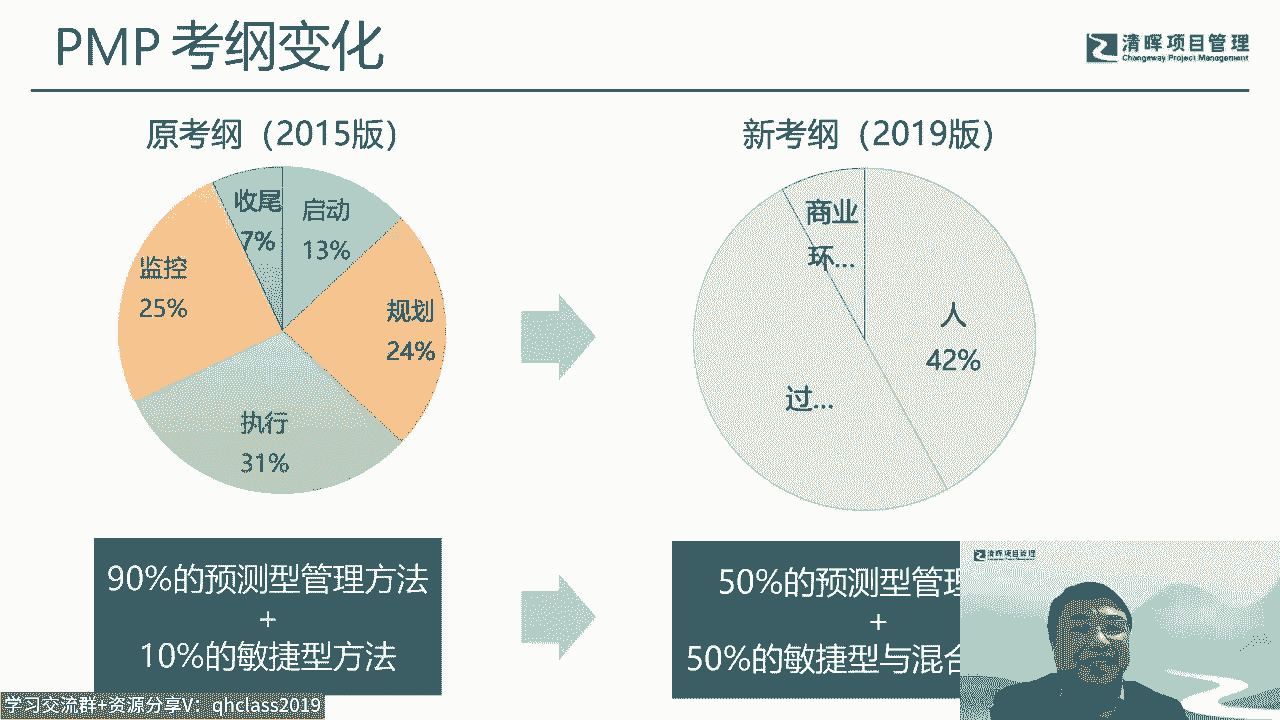 PMP 考纲变化
清晖项目管理
Changeway Project Management
原考纲（2015版）
新考纲（2019版）
收尾
7%
启动
13%
监控
25%
规划
24%
执行
31%
商业
环...
人
42%
过...
90%的预测型管理方法
+
10%的敏捷型方法
50%的预测型管理
+
50%的敏捷型与混合
清晖项目管理
学习交流群+资源分享V：qhclass2019